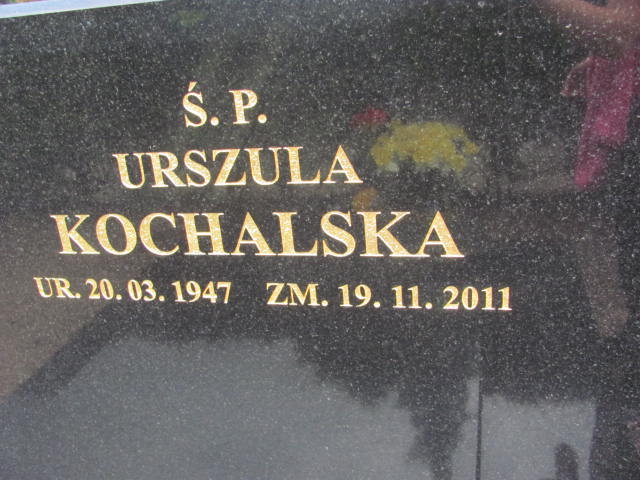 Ś. P.
URSZULA
KOCHALSKA
UR. 20. 03. 1947 ZM. 19. 11. 2011